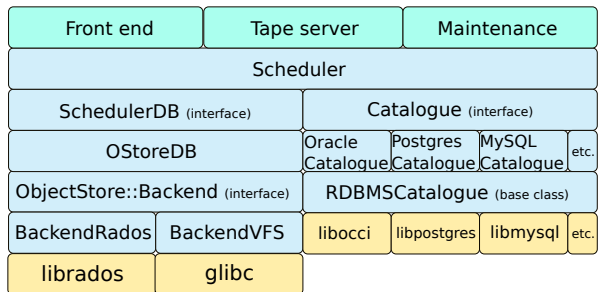 Front end Tape server Maintenance
Scheduler
SchedulerDB (interface) Catalogue (interface)
OStoreDB
Oracle Catalogue
Postgres Catalogue
MySQL Catalogue
etc.
ObjectStore::Backend (interface) RDBMSCatalogue (base class)
BackendRados BackendVFS libocci libpostgres libmysql etc.
librados glibc